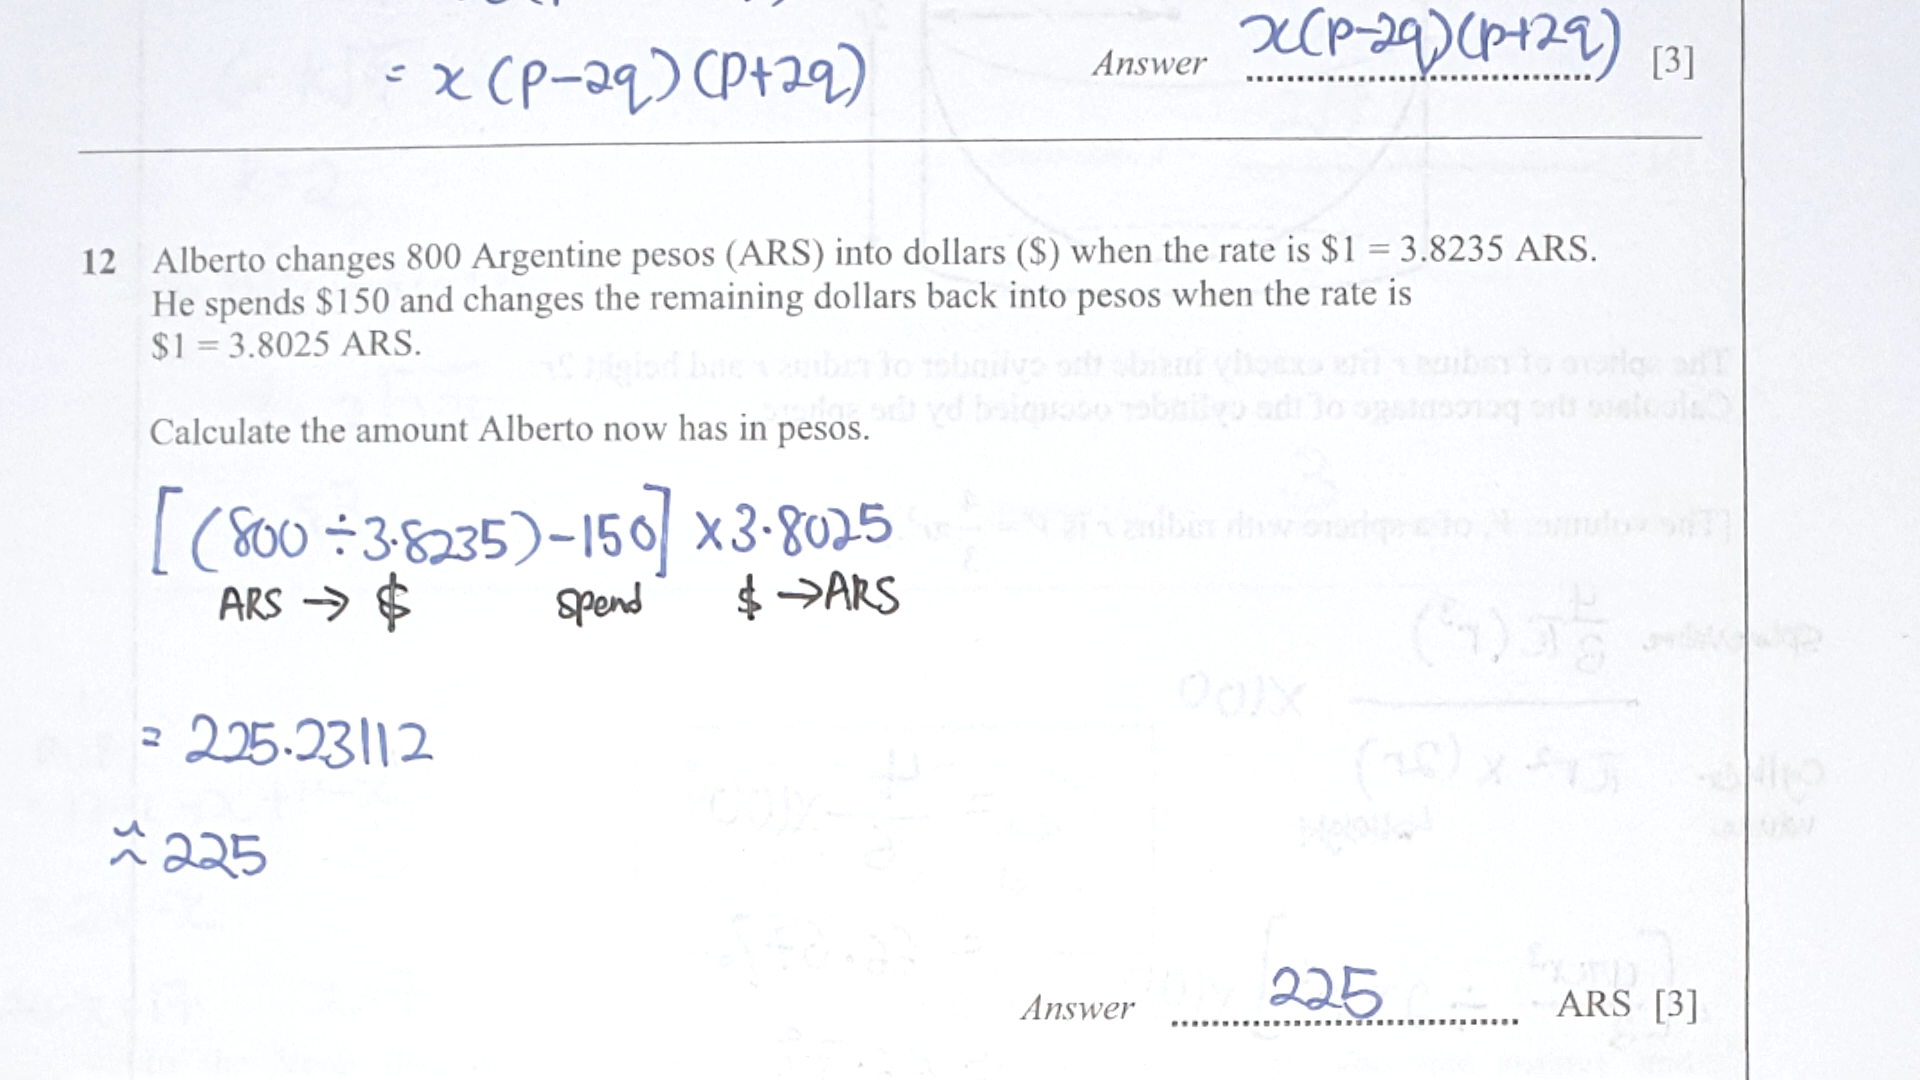 = x(p-2q)(p+2q)
Answer x(p-2q)(p+2q) [3]
12 Alberto changes 800 Argentine pesos (ARS) into dollars ($) when the rate is $1 = 3.8235 ARS.
He spends $150 and changes the remaining dollars back into pesos when the rate is
$1 = 3.8025 ARS.
Calculate the amount Alberto now has in pesos.
[(800 ÷ 3.8235) - 150] x 3.8025
ARS → $ spend $ → ARS
= 225.23112
≈ 225
Answer 225 ARS [3]